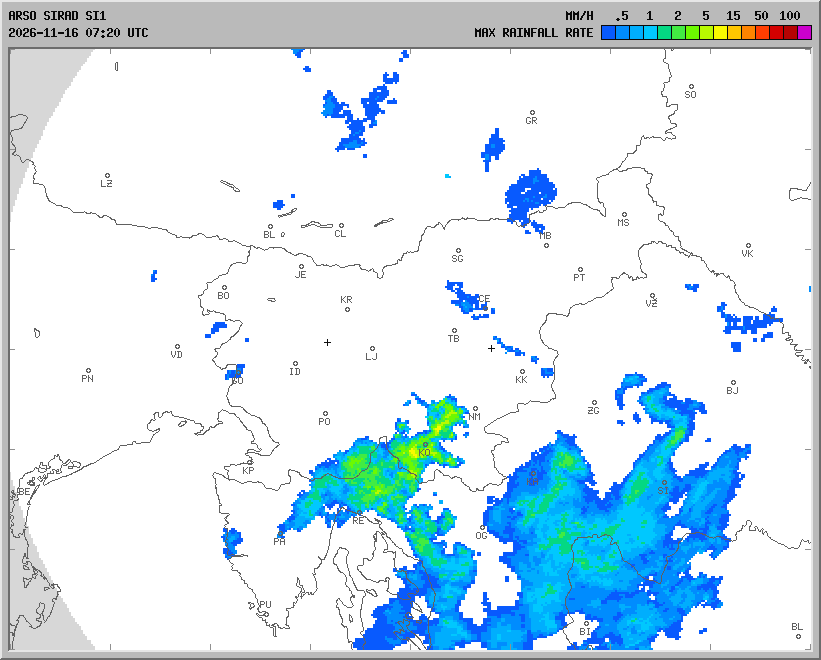 ARSO SIRAD SI1
MM/H .5 1 2 5 15 50 100
2026-11-16 07:20 UTC
MAX RAINFALL RATE
SO
GR
LZ
MS
BL
CL
MB
VK
SG
JE
PT
BO
KR
CE
VZ
TB
VD
LJ
ID
PN
GO
KK
BJ
ZG
NM
PO
KO
KP
BE
SI
RE
OG
PA
PU
BI
BL